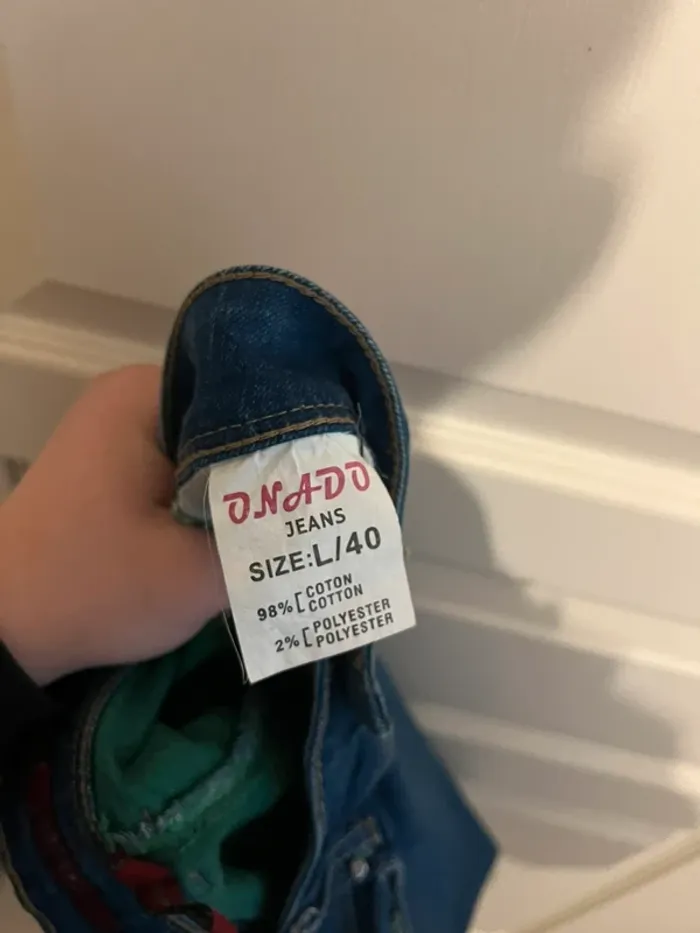 ONADO
JEANS
SIZE:L/40
98% [ COTON
COTTON
2% [ POLYESTER
POLYESTER